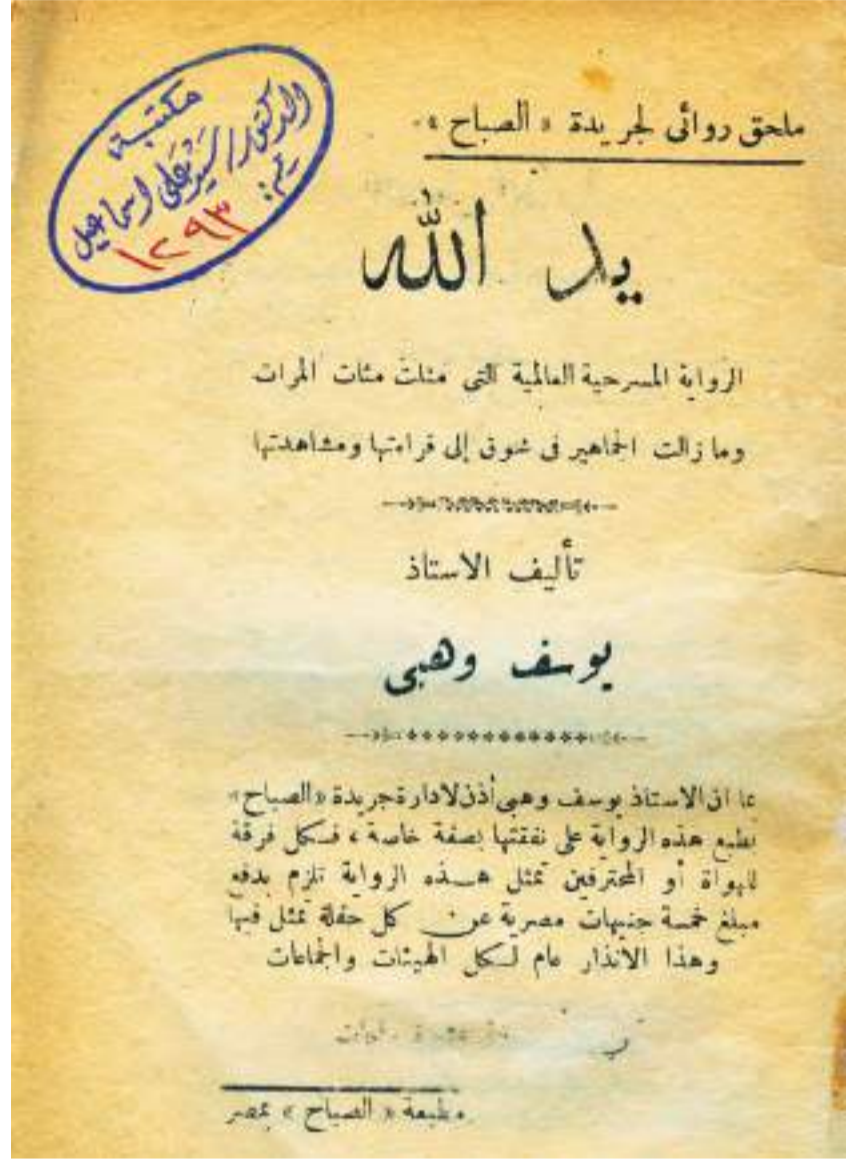 مكتبة
الدكتور/سيد على اسماعيل
رقم:
١٢٩٣
ملحق روائى لجريدة «الصباح»
يد الله
الرواية المسرحية العالمية التى مثلت مئات المرات
وما زالت الجماهير فى شوق إلى قراءتها ومشاهدتها
تأليف الاستاذ
يوسف وهبى
بما ان الاستاذ يوسف وهبى أذن لادارة جريدة «الصباح»
بطبع هذه الرواية على نفقتها بصفة خاصة ، فكل فرقة
للهواة أو المحترفين تمثل هذه الرواية تلزم بدفع
مبلغ خمسة جنيهات مصرية عن كل حفلة تمثل فيها
وهذا الانذار عام لكل الهيئات والجماعات
مطبعة «الصباح» بمصر